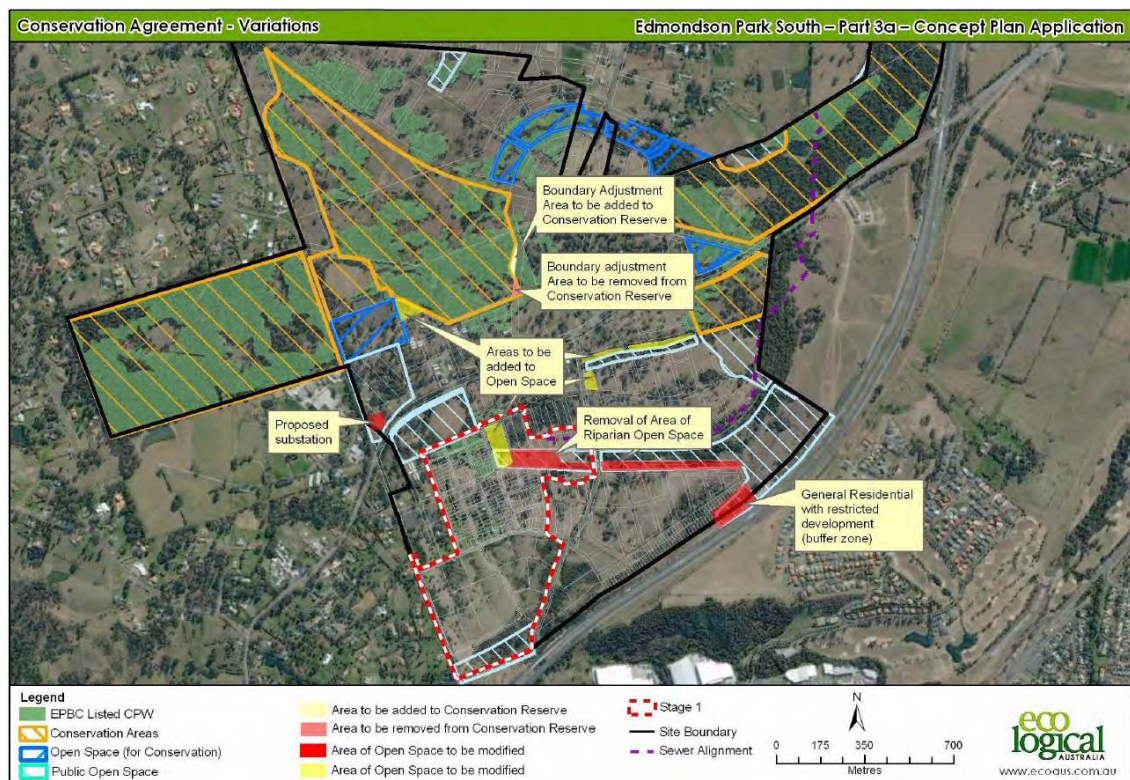 Conservation Agreement - Variations
Edmondson Park South – Part 3a – Concept Plan Application
Boundary Adjustment
Area to be added to
Conservation Reserve
Boundary adjustment
Area to be removed from
Conservation Reserve
Areas to be
added to
Open Space
Proposed
substation
Removal of Area of
Riparian Open Space
General Residential
with restricted
development
(buffer zone)
Legend
EPBC Listed CPW
Conservation Areas
Open Space (for Conservation)
Public Open Space
Area to be added to Conservation Reserve
Area to be removed from Conservation Reserve
Area of Open Space to be modified
Area of Open Space to be modified
Stage 1
Site Boundary
Sewer Alignment
N
0 175 350 700
Metres
eco
logical
AUSTRALIA
www.ecoaus.com.au